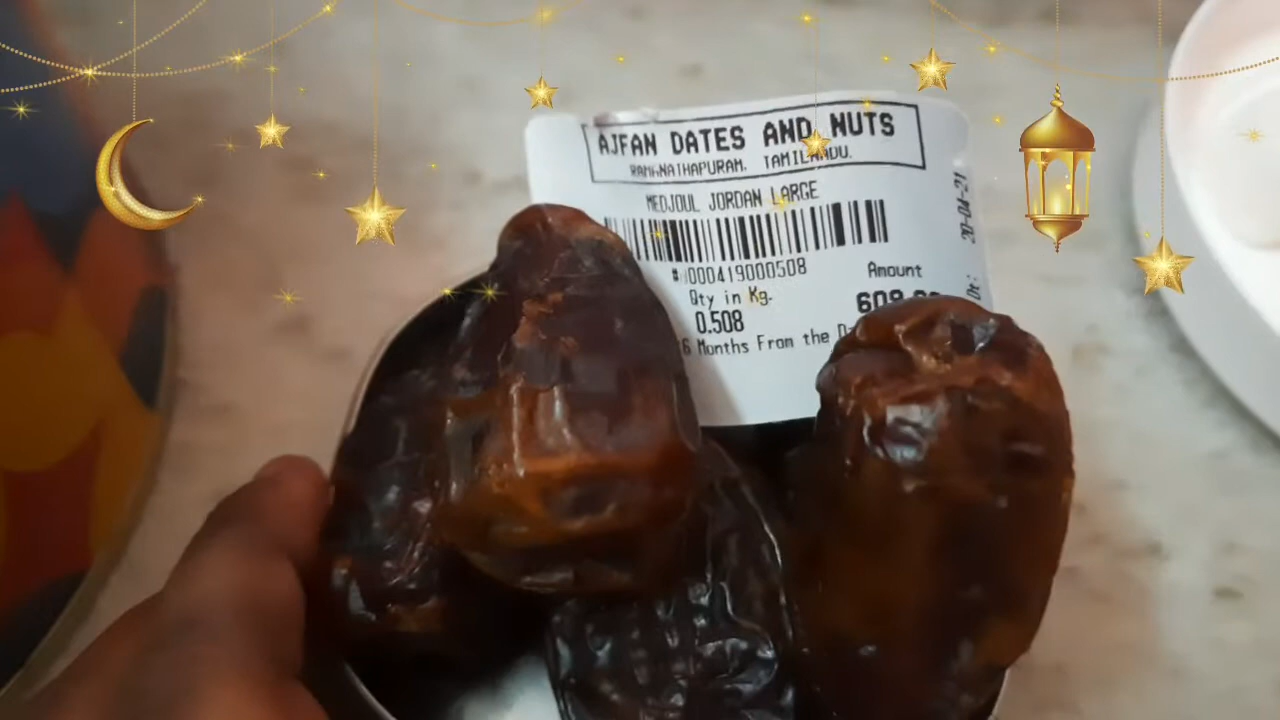 AJFAN DATES AND NUTS
RAMANATHAPURAM, TAMILNADU.
MEDJOUL JORDAN LARGE
#:000419000508
Qty in Kg.
Amount
0.508
6 Months From the
20-04-21